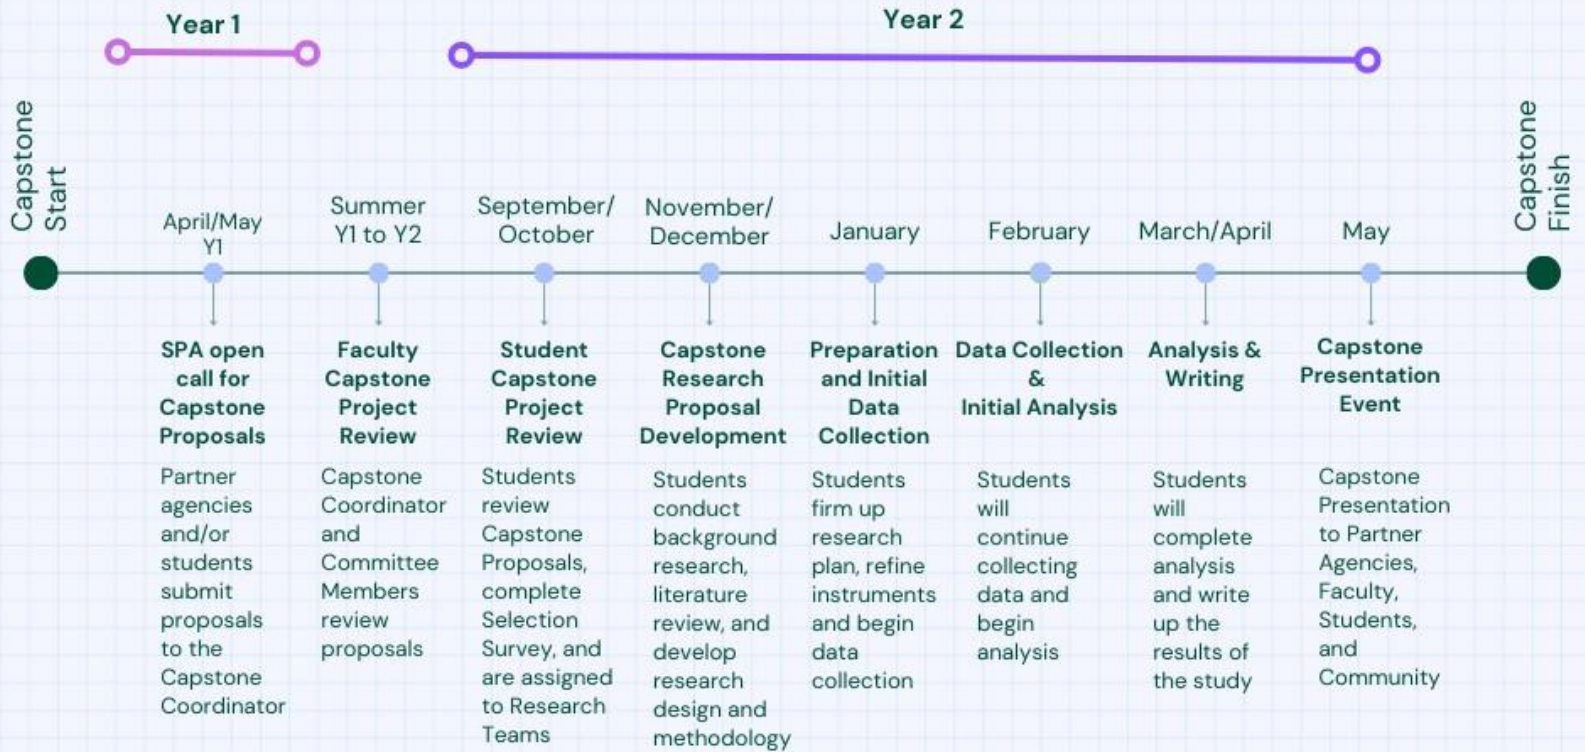 Year 1
Year 2
Capstone
Start
Capstone
Finish
April/May
Y1
Summer
Y1 to Y2
September/
October
November/
December
January
February
March/April
May
SPA open
call for
Capstone
Proposals
Partner
agencies
and/or
students
submit
proposals
to the
Capstone
Coordinator
Faculty
Capstone
Project
Review
Capstone
Coordinator
and
Committee
Members
review
proposals
Student
Capstone
Project
Review
Students
review
Capstone
Proposals,
complete
Selection
Survey, and
are assigned
to Research
Teams
Capstone
Research
Proposal
Development
Students
conduct
background
research,
literature
review, and
develop
research
design and
methodology
Preparation
and Initial
Data
Collection
Students
firm up
research
plan, refine
instruments
and begin
data
collection
Data Collection
&
Initial Analysis
Students
will
continue
collecting
data and
begin
analysis
Analysis &
Writing
Students
will
complete
analysis
and write
up the
results of
the study
Capstone
Presentation
Event
Capstone
Presentation
to Partner
Agencies,
Faculty,
Students,
and
Community